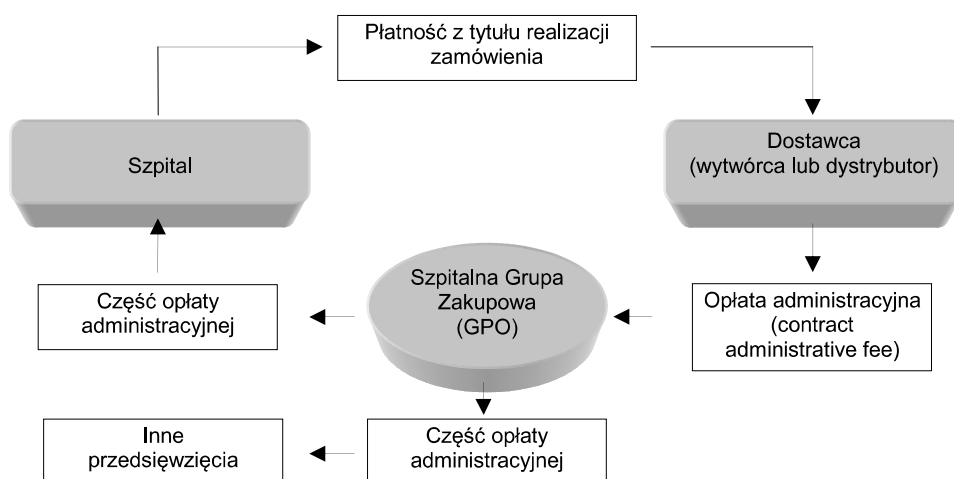 Płatność z tytułu realizacji
zamówienia
Szpital
Dostawca
(wytwórca lub dystrybutor)
Szpitalna Grupa
Zakupowa
(GPO)
Część opłaty
administracyjnej
Opłata administracyjna
(contract
administrative fee)
Inne
przedsięwzięcia
Część opłaty
administracyjnej